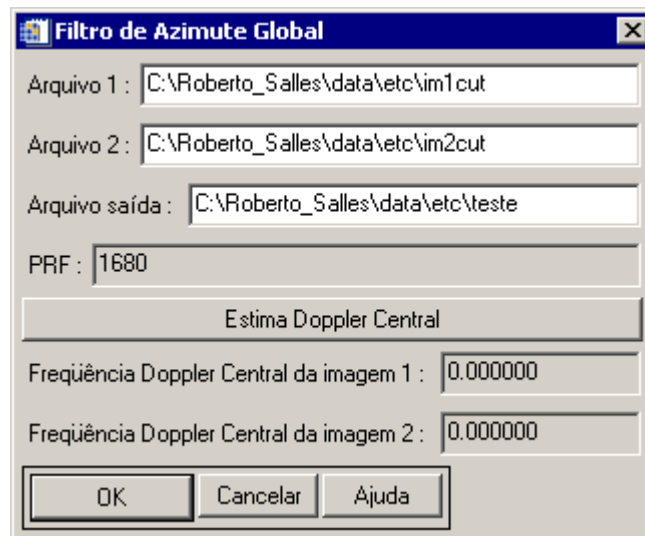 Filtro de Azimute Global
Arquivo 1 : C:\Roberto_Salles\data\etc\im1cut
Arquivo 2 : C:\Roberto_Salles\data\etc\im2cut
Arquivo saída : C:\Roberto_Salles\data\etc\teste
PRF : 1680
Estima Doppler Central
Freqüência Doppler Central da imagem 1 : 0.000000
Freqüência Doppler Central da imagem 2 : 0.000000
OK Cancelar Ajuda